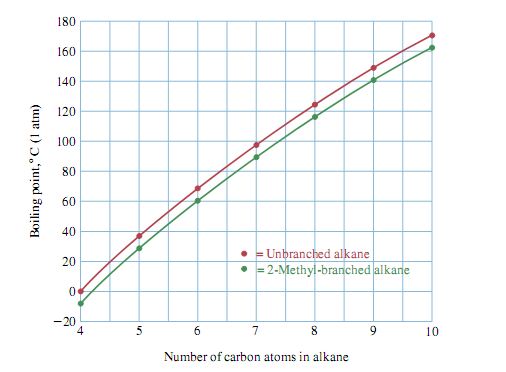 180
160
140
120
100
80
60
40
20
0
−20
Boiling point, °C (1 atm)
= Unbranched alkane
= 2-Methyl-branched alkane
4 5 6 7 8 9 10
Number of carbon atoms in alkane